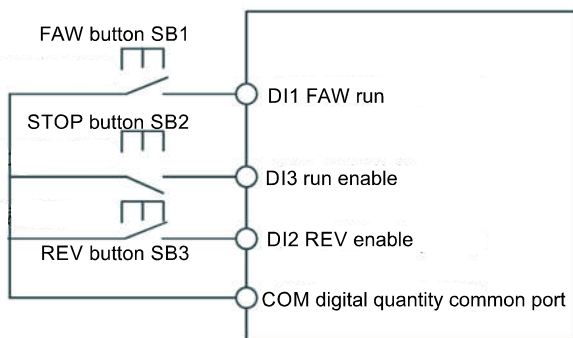 FAW button SB1
DI1 FAW run
STOP button SB2
DI3 run enable
DI2 REV enable
REV button SB3
COM digital quantity common port